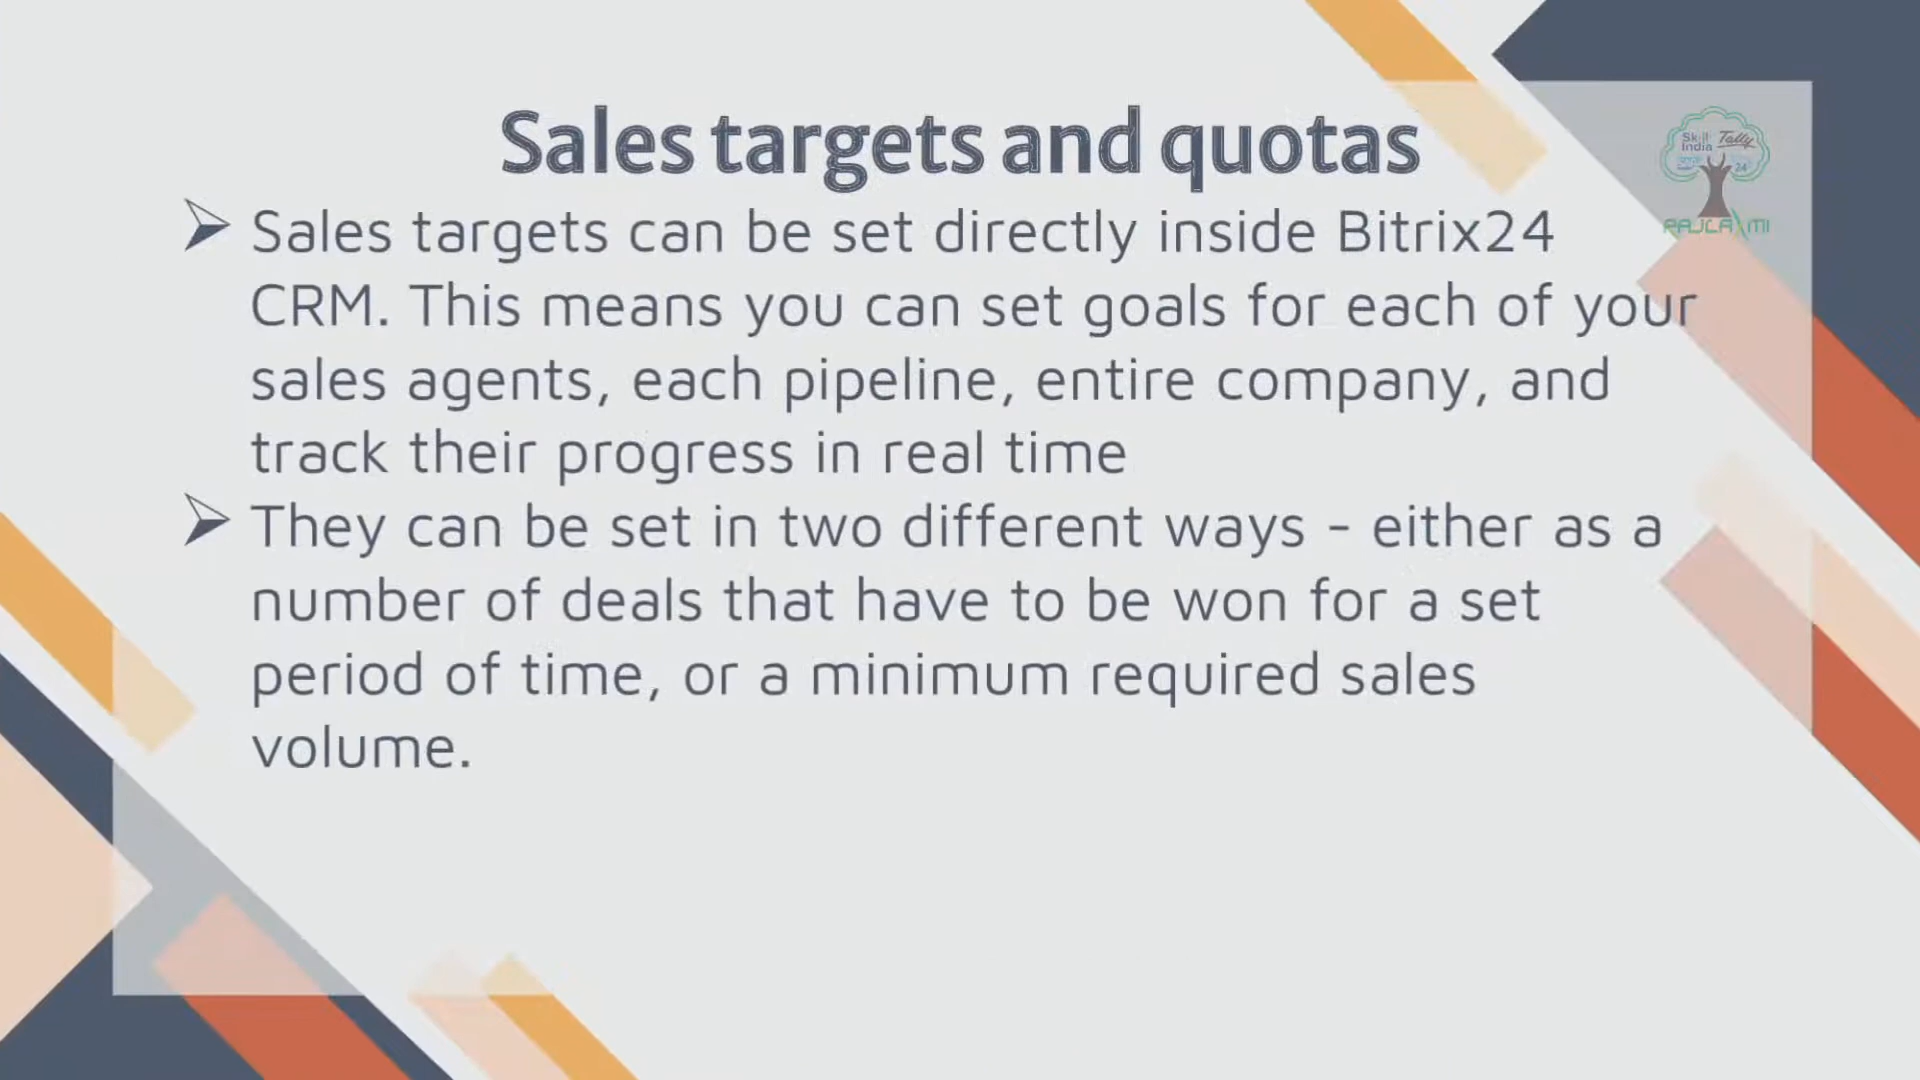 Sales targets and quotas
Skill India Tally
24
RAJLAXMI
Sales targets can be set directly inside Bitrix24
CRM. This means you can set goals for each of your
sales agents, each pipeline, entire company, and
track their progress in real time
They can be set in two different ways - either as a
number of deals that have to be won for a set
period of time, or a minimum required sales
volume.